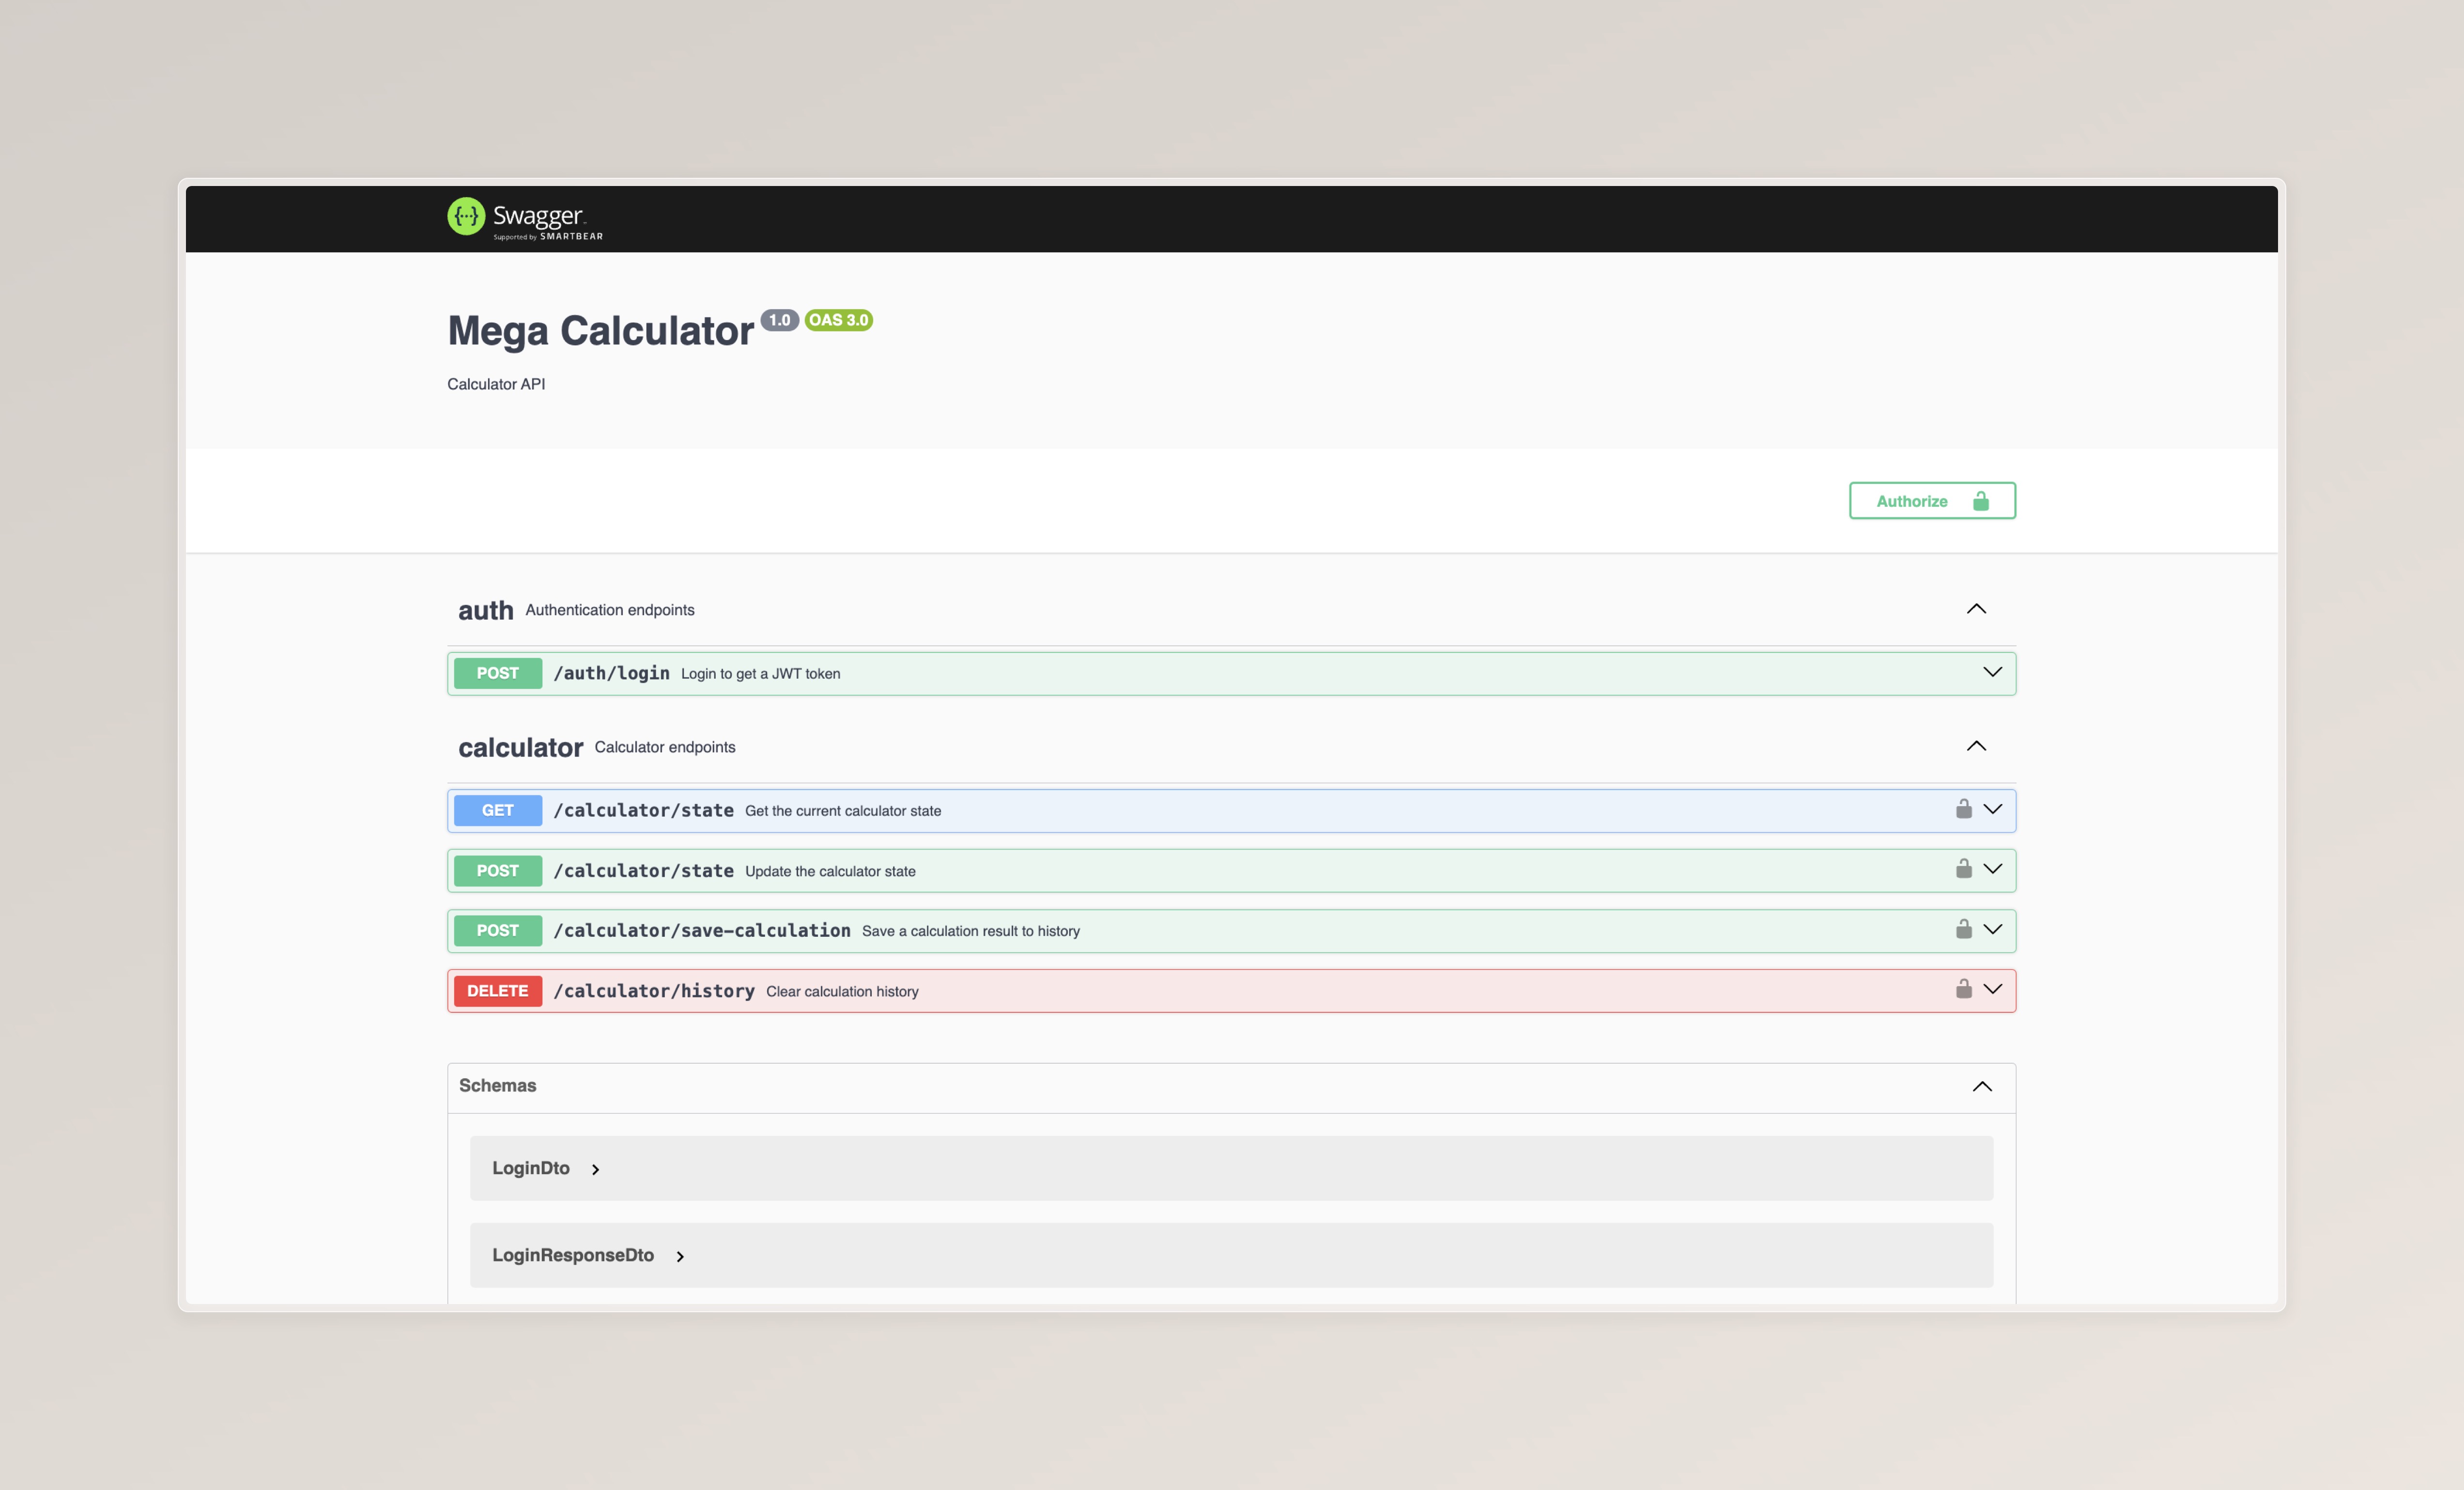 {...} Swagger
Supported by SMARTBEAR
Mega Calculator 1.0 OAS 3.0
Calculator API
Authorize
auth Authentication endpoints
POST /auth/login Login to get a JWT token
calculator Calculator endpoints
GET /calculator/state Get the current calculator state
POST /calculator/state Update the calculator state
POST /calculator/save-calculation Save a calculation result to history
DELETE /calculator/history Clear calculation history
Schemas
LoginDto
LoginResponseDto